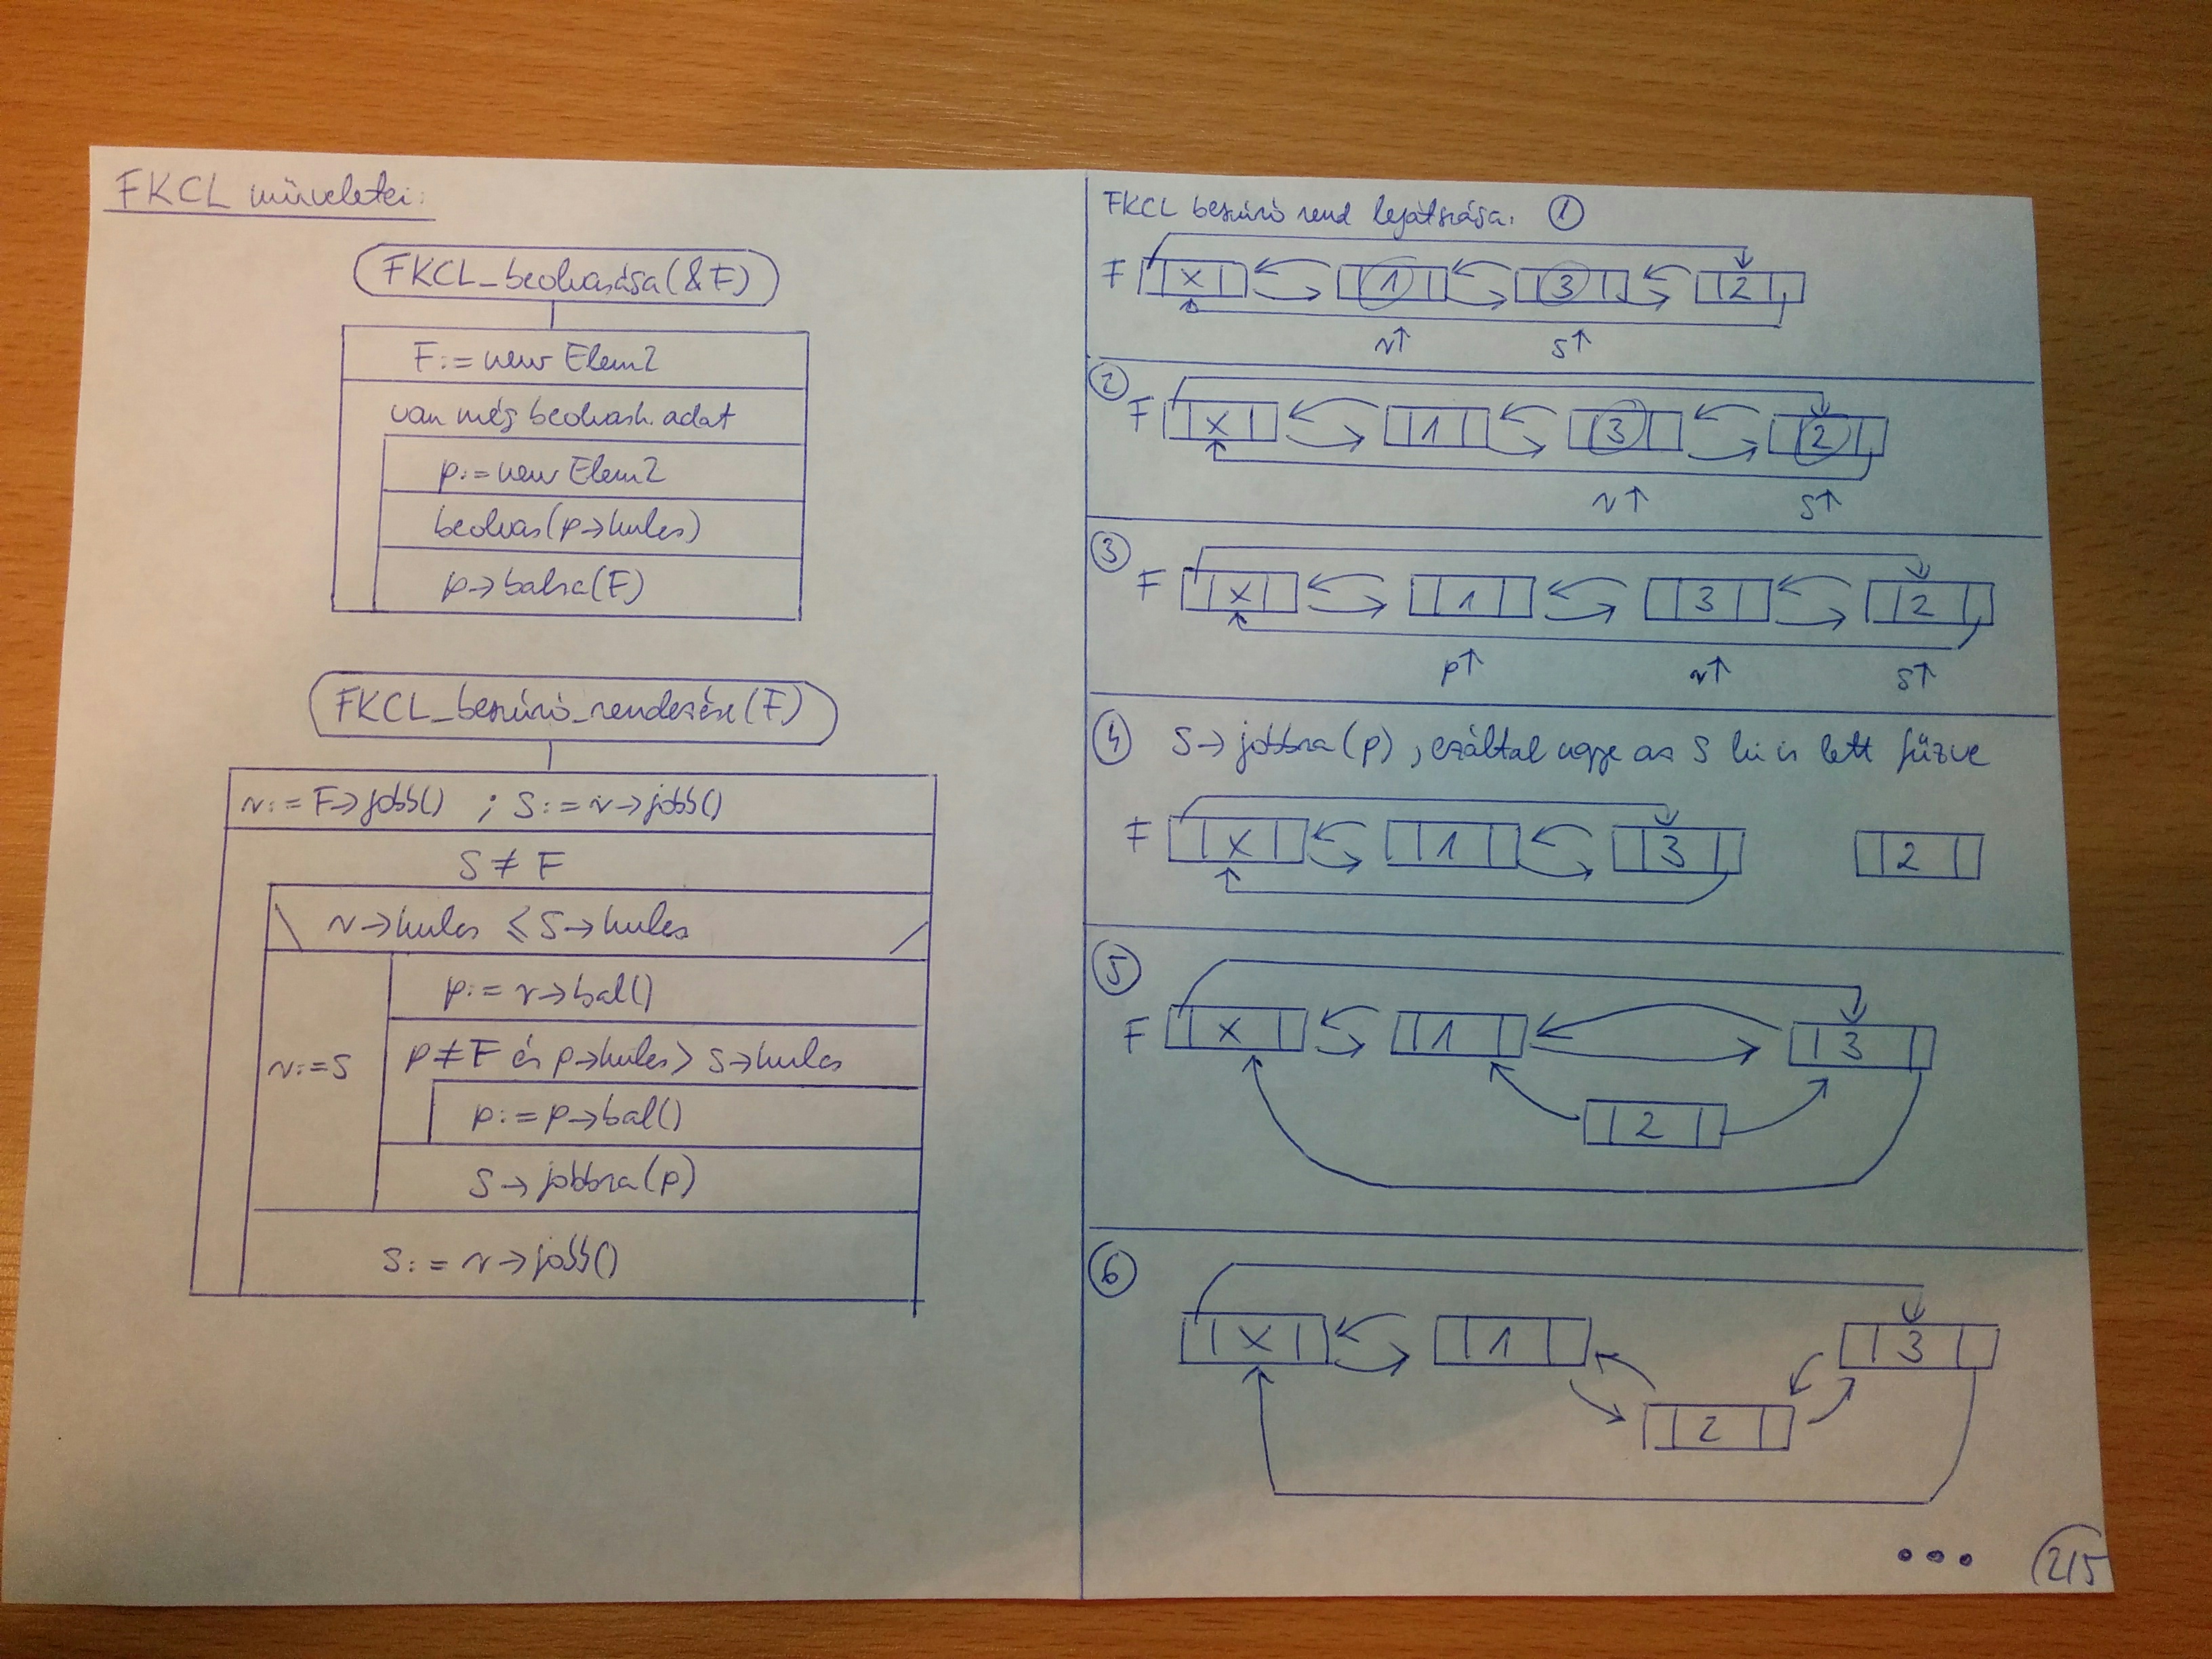 FKCL műveletei:
FKCL_beolvasása(&F)
F:= new Elem2
van még beolvash. adat
p:= new Elem2
beolvas(p→kulcs)
p→balra(F)
FKCL_beszúró_rendezése(F)
r:= F→jobb() ; S:= r→jobb()
S ≠ F
r→kulcs ≤ S→kulcs
p:= r→bal()
r:=S
p≠F és p→kulcs > S→kulcs
p:= p→bal()
S→jobbra(p)
S:= r→jobb()
FKCL beszúró rend lejátszása: 1
F X 1 3 2
r↑ S↑
2
F X 1 3 2
r↑ S↑
3
F X 1 3 2
p↑ r↑ S↑
4 S→jobbra(p), ezáltal ugye az S ki is lett fűzve
F X 1 3 2
5
F X 1 3
2
6
X 1 3
2
...
2/5